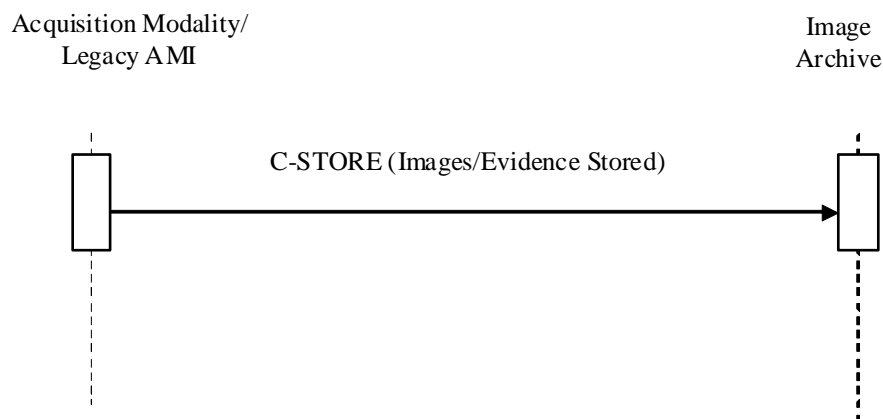 Acquisition Modality/
Legacy AMI
Image
Archive
C-STORE (Images/Evidence Stored)